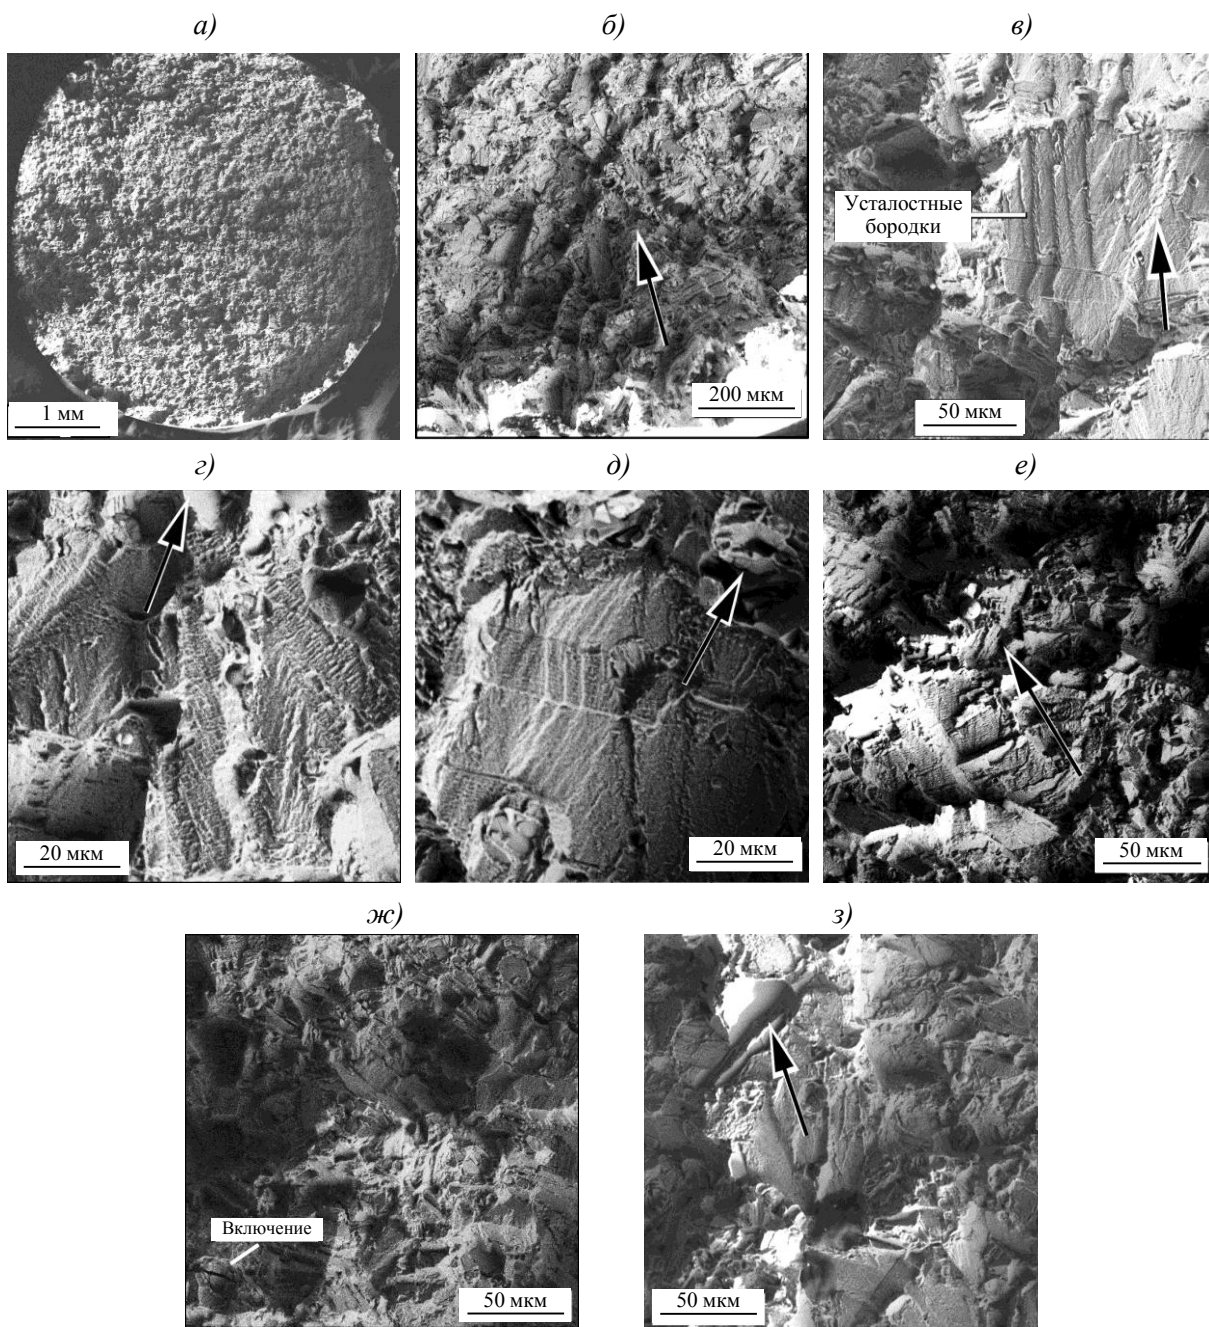 а)
б)
в)
Усталостные
бородки
1 мм
200 мкм
50 мкм
г)
д)
е)
20 мкм
20 мкм
50 мкм
ж)
з)
Включение
50 мкм
50 мкм